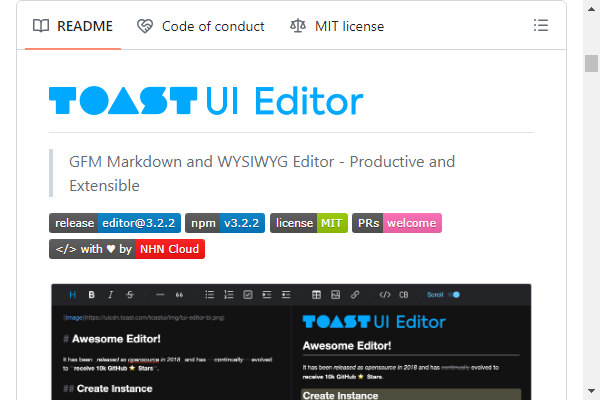 README Code of conduct MIT license
TOAST UI Editor
GFM Markdown and WYSIWYG Editor - Productive and
Extensible
release editor@3.2.2 npm v3.2.2 license MIT PRs welcome
</> with ♥ by NHN Cloud
H B I S — “ </> CB Scroll
![image](https://uicdn.toast.com/toastui/img/tui-editor-bi.png)
# Awesome Editor!
It has been _released as opensource in 2018_ and has ~~continually~~ evolved
to **receive 10k GitHub ⭐ Stars**.
## Create Instance
TOAST UI Editor
Awesome Editor!
It has been released as opensource in 2018 and has continually evolved to
receive 10k GitHub ⭐ Stars.
Create Instance